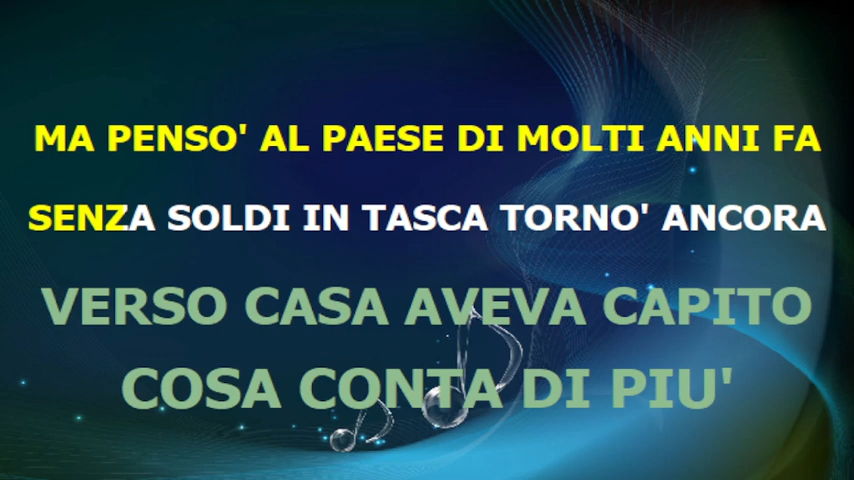 MA PENSO' AL PAESE DI MOLTI ANNI FA
SENZA SOLDI IN TASCA TORNO' ANCORA
VERSO CASA AVEVA CAPITO
COSA CONTA DI PIU'